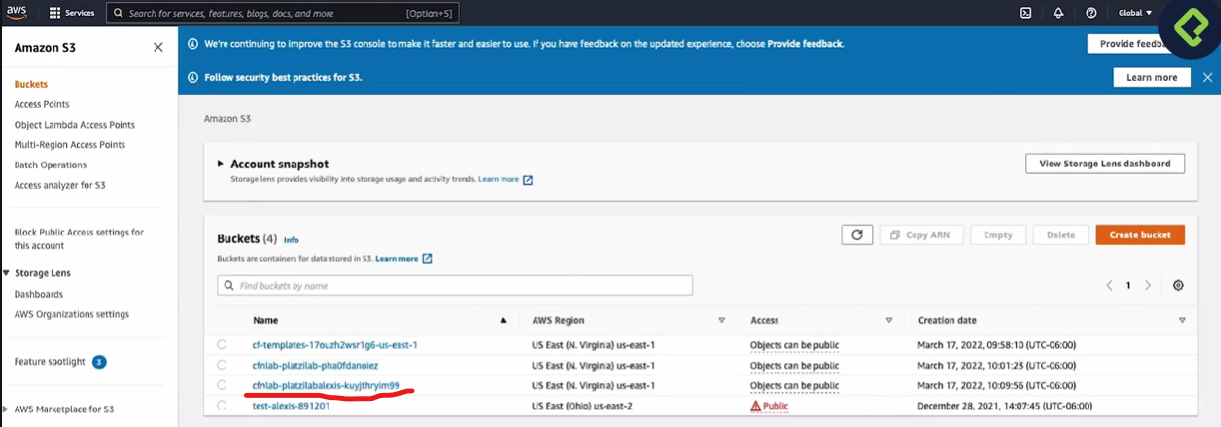 aws
Services
Search for services, features, blogs, docs, and more
[Option+S]
Global
Amazon S3
Buckets
Access Points
Object Lambda Access Points
Multi-Region Access Points
Batch Operations
Access analyzer for S3
Block Public Access settings for
this account
Storage Lens
Dashboards
AWS Organizations settings
Feature spotlight 3
AWS Marketplace for S3
We're continuing to improve the S3 console to make it faster and easier to use. If you have feedback on the updated experience, choose Provide feedback.
Provide
Follow security best practices for S3.
Learn more
Amazon S3
Account snapshot
Storage lens provides visibility into storage usage and activity trends. Learn more
View Storage Lens dashboard
Buckets (4) Info
Buckets are containers for data stored in S3. Learn more
Copy ARN
Empty
Delete
Create bucket
Find buckets by name
1
Name AWS Region Access Creation date
cf-templates-17ouzh2wsr1g6-us-east-1 US East (N. Virginia) us-east-1 Objects can be public March 17, 2022, 09:58:10 (UTC-06:00)
US East (N. Virginia) us-east-1 Objects can be public March 17, 2022, 10:01:23 (UTC-06:00)
cfnlab-platzilabalexis-kuyjthryim99 US East (N. Virginia) us-east-1 Objects can be public March 17, 2022, 10:09:56 (UTC-06:00)
test-alexis-891201 US East (Ohio) us-east-2 Public December 28, 2021, 14:07:45 (UTC-06:00)